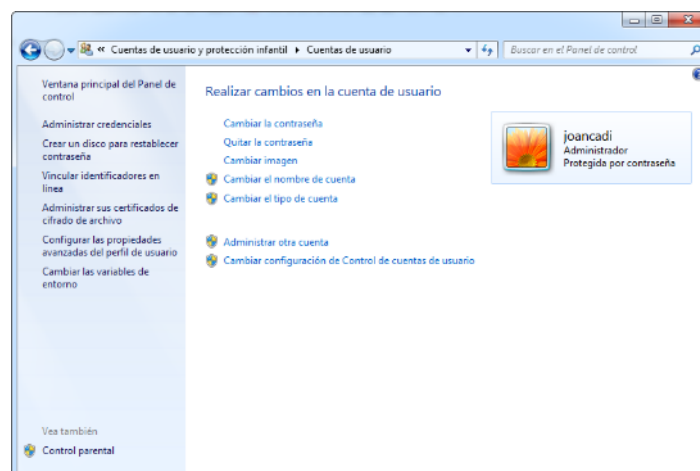 « Cuentas de usuario y protección infantil ▸ Cuentas de usuario
Buscar en el Panel de control
Ventana principal del Panel de
control
Administrar credenciales
Crear un disco para restablecer
contraseña
Vincular identificadores en
línea
Administrar sus certificados de
cifrado de archivo
Configurar las propiedades
avanzadas del perfil de usuario
Cambiar las variables de
entorno
Vea también
Control parental
Realizar cambios en la cuenta de usuario
Cambiar la contraseña
Quitar la contraseña
Cambiar imagen
Cambiar el nombre de cuenta
Cambiar el tipo de cuenta
Administrar otra cuenta
Cambiar configuración de Control de cuentas de usuario
joancadi
Administrador
Protegida por contraseña